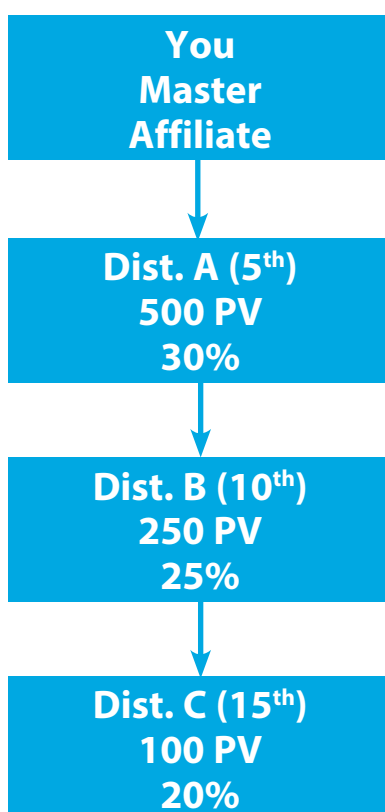 You
Master
Affiliate
Dist. A (5th)
500 PV
30%
Dist. B (10th)
250 PV
25%
Dist. C (15th)
100 PV
20%